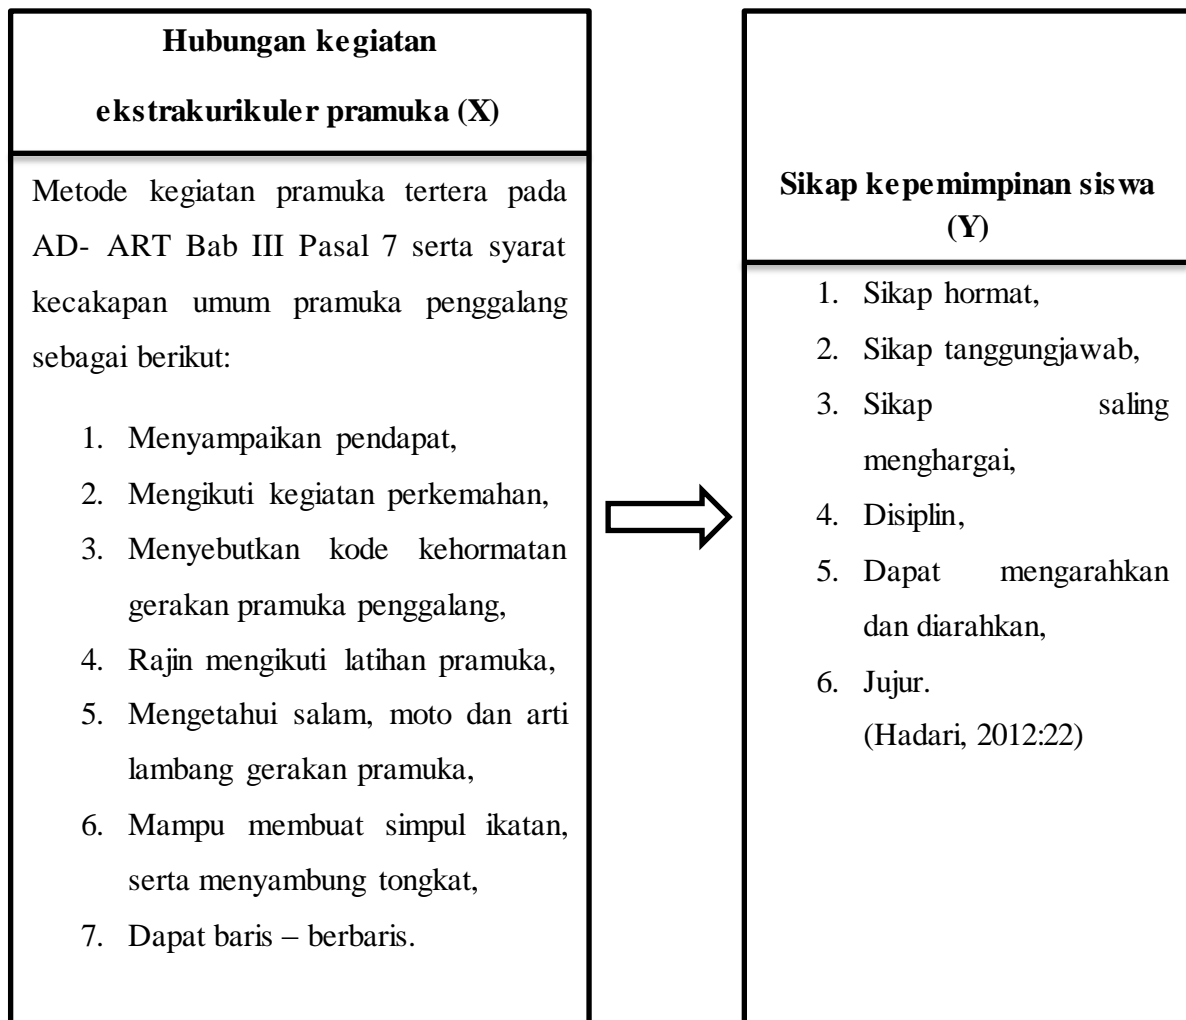 Hubungan kegiatan
ekstrakurikuler pramuka (X)
Metode kegiatan pramuka tertera pada
AD- ART Bab III Pasal 7 serta syarat
kecakapan umum pramuka penggalang
sebagai berikut:
1. Menyampaikan pendapat,
2. Mengikuti kegiatan perkemahan,
3. Menyebutkan kode kehormatan
gerakan pramuka penggalang,
4. Rajin mengikuti latihan pramuka,
5. Mengetahui salam, moto dan arti
lambang gerakan pramuka,
6. Mampu membuat simpul ikatan,
serta menyambung tongkat,
7. Dapat baris – berbaris.
Sikap kepemimpinan siswa
(Y)
1. Sikap hormat,
2. Sikap tanggungjawab,
3. Sikap saling
menghargai,
4. Disiplin,
5. Dapat mengarahkan
dan diarahkan,
6. Jujur.
(Hadari, 2012:22)